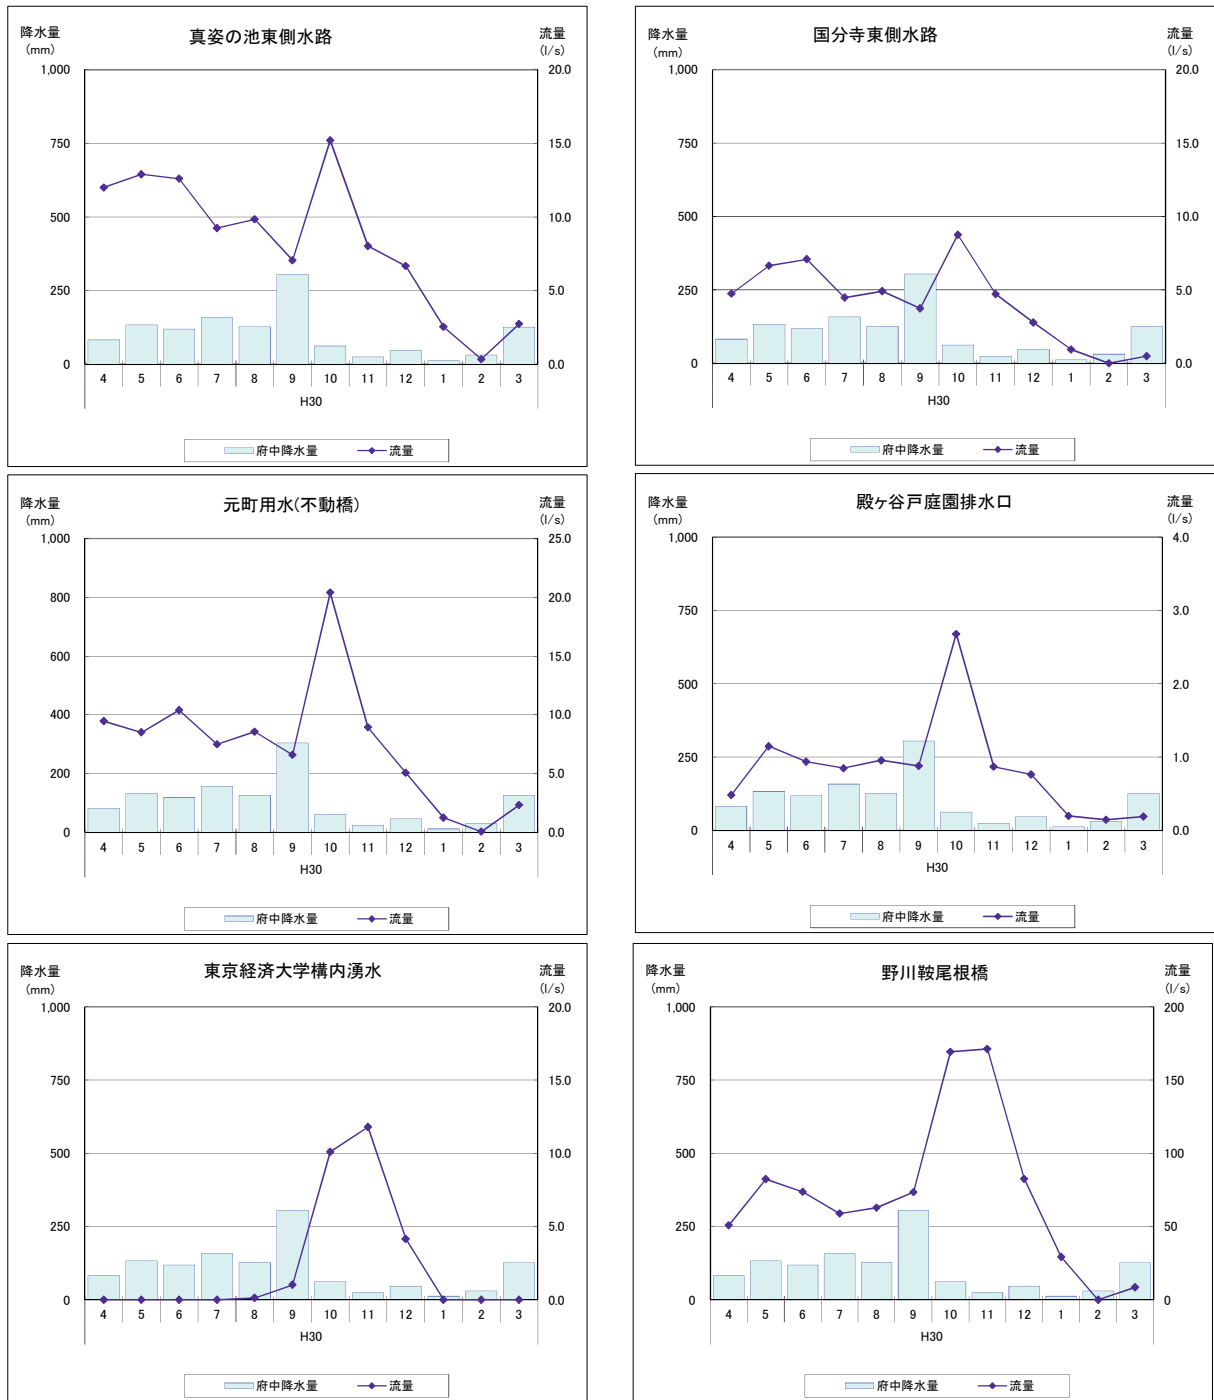 真姿の池東側水路
降水量
(mm)
流量
(l/s)
1,000
750
500
250
0
20.0
15.0
10.0
5.0
0.0
4 5 6 7 8 9 10 11 12 1 2 3
H30
府中降水量 流量
国分寺東側水路
降水量
(mm)
流量
(l/s)
1,000
750
500
250
0
20.0
15.0
10.0
5.0
0.0
4 5 6 7 8 9 10 11 12 1 2 3
H30
府中降水量 流量
元町用水(不動橋)
降水量
(mm)
流量
(l/s)
1,000
800
600
400
200
0
25.0
20.0
15.0
10.0
5.0
0.0
4 5 6 7 8 9 10 11 12 1 2 3
H30
府中降水量 流量
殿ヶ谷戸庭園排水口
降水量
(mm)
流量
(l/s)
1,000
750
500
250
0
4.0
3.0
2.0
1.0
0.0
4 5 6 7 8 9 10 11 12 1 2 3
H30
府中降水量 流量
東京経済大学構内湧水
降水量
(mm)
流量
(l/s)
1,000
750
500
250
0
20.0
15.0
10.0
5.0
0.0
4 5 6 7 8 9 10 11 12 1 2 3
H30
府中降水量 流量
野川鞍尾根橋
降水量
(mm)
流量
(l/s)
1,000
750
500
250
0
200
150
100
50
0
4 5 6 7 8 9 10 11 12 1 2 3
H30
府中降水量 流量